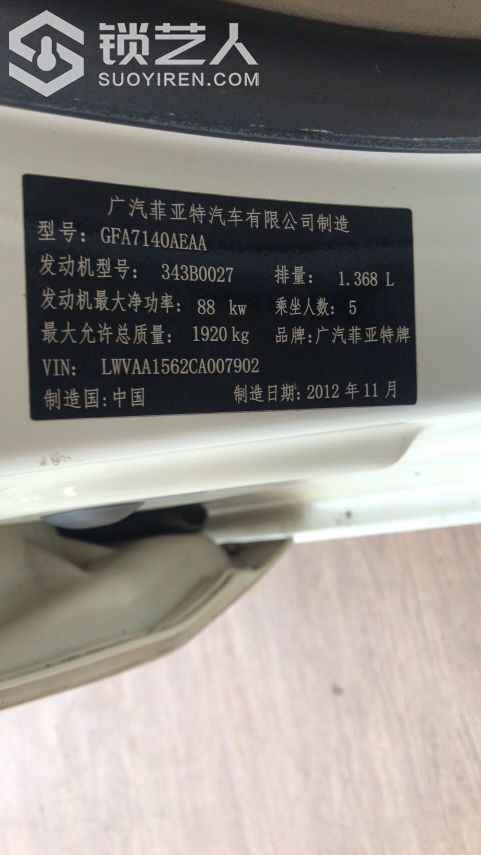 锁艺人
SUOYIREN.COM
广汽菲亚特汽车有限公司制造
型号: GFA7140AEAA
发动机型号: 343B0027 排量: 1.368 L
发动机最大净功率: 88 kw 乘坐人数: 5
最大允许总质量: 1920 kg 品牌: 广汽菲亚特牌
VIN: LWVAA1562CA007902
制造国: 中国 制造日期: 2012 年 11 月